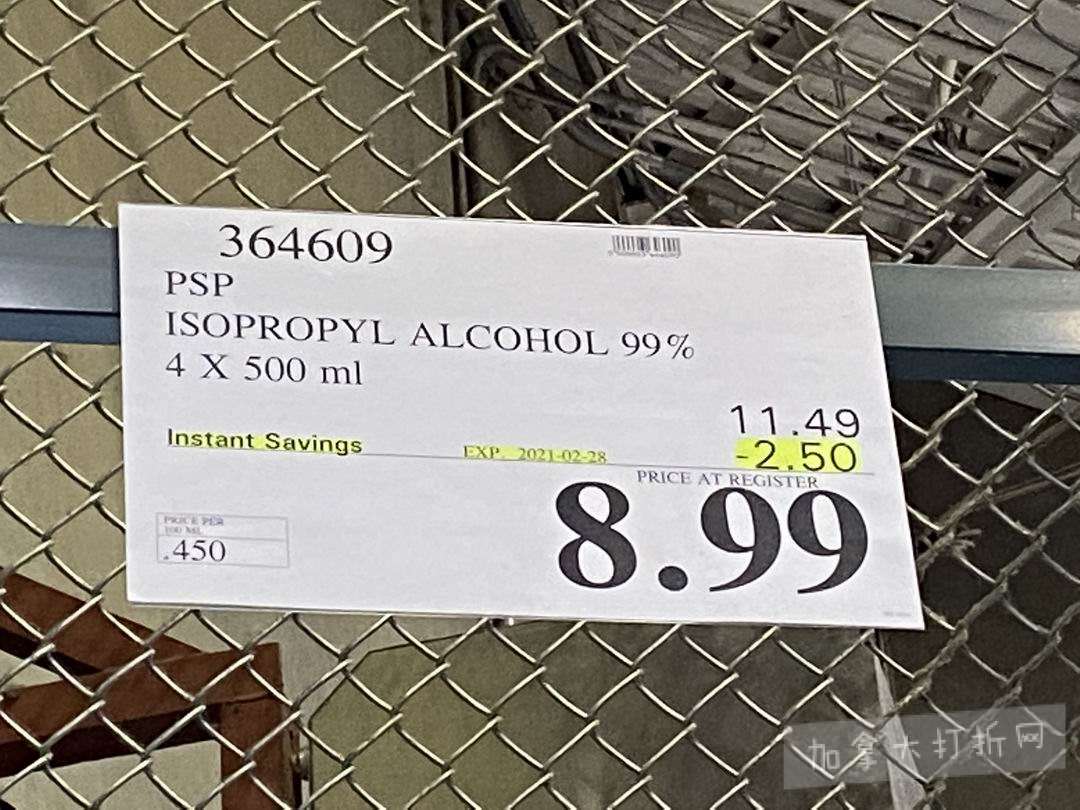 364609
PSP
ISOPROPYL ALCOHOL 99%
4 X 500 ml
11.49
Instant Savings EXP. 2021-02-28 -2.50
PRICE AT REGISTER
8.99
PRICE PER
100 ML
.450
加拿大打折网